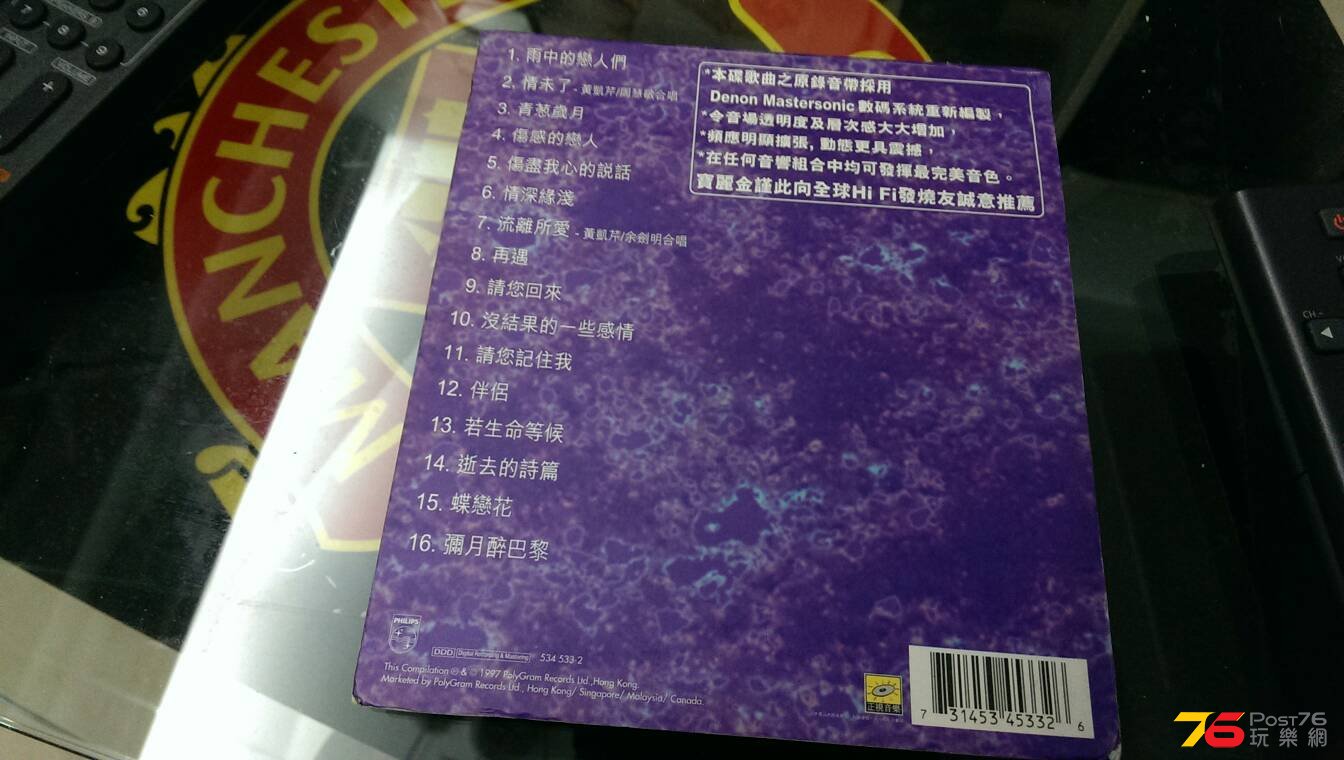 1. 雨中的戀人們
2. 情未了 - 黃凱芹/周慧敏合唱
3. 青葱歲月
4. 傷感的戀人
5. 傷盡我心的説話
6. 情深緣淺
7. 流離所愛 - 黃凱芹/余劍明合唱
8. 再遇
9. 請您回來
10. 沒結果的一些感情
11. 請您記住我
12. 伴侶
13. 若生命等候
14. 逝去的詩篇
15. 蝶戀花
16. 彌月醉巴黎
*本碟歌曲之原錄音帶採用
Denon Mastersonic 數碼系統重新編製，
*令音場透明度及層次感大大增加，
*頻應明顯擴張, 動態更具震撼，
*在任何音響組合中均可發揮最完美音色。
寶麗金謹此向全球Hi Fi發燒友誠意推薦
PHILIPS
DDD Digital Recording & Mastering 534 533-2
This Compilation ℗ & © 1997 PolyGram Records Ltd.,Hong Kong.
Marketed by PolyGram Records Ltd., Hong Kong/ Singapore/ Malaysia/ Canada.
正視音樂
7 31453 45332 6
MANCHESTE
VOLUME
7
8
9
+
CH -
76 Post76
玩樂網